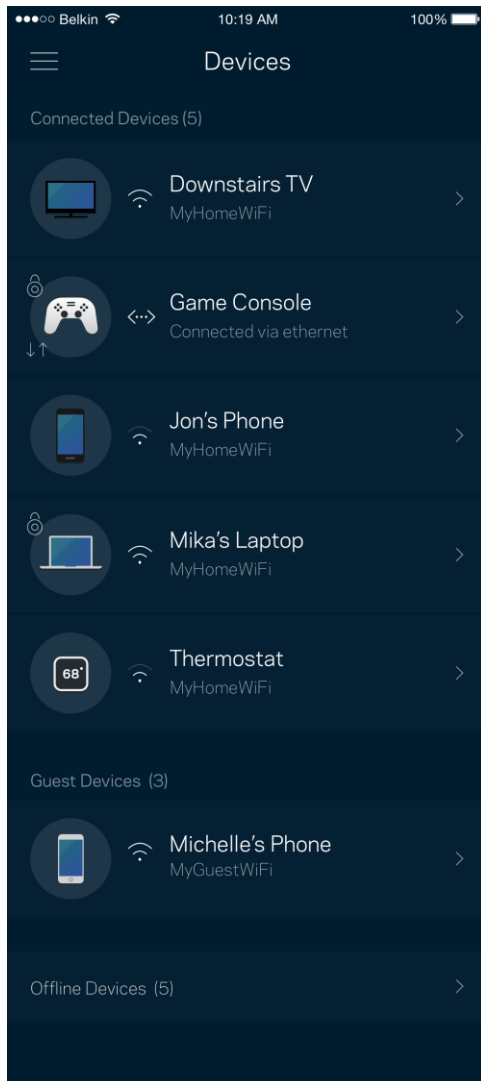 Belkin 10:19 AM 100%
Devices
Connected Devices (5)
Downstairs TV
MyHomeWiFi
Game Console
Connected via ethernet
Jon's Phone
MyHomeWiFi
Mika's Laptop
MyHomeWiFi
68°
Thermostat
MyHomeWiFi
Guest Devices (3)
Michelle's Phone
MyGuestWiFi
Offline Devices (5)